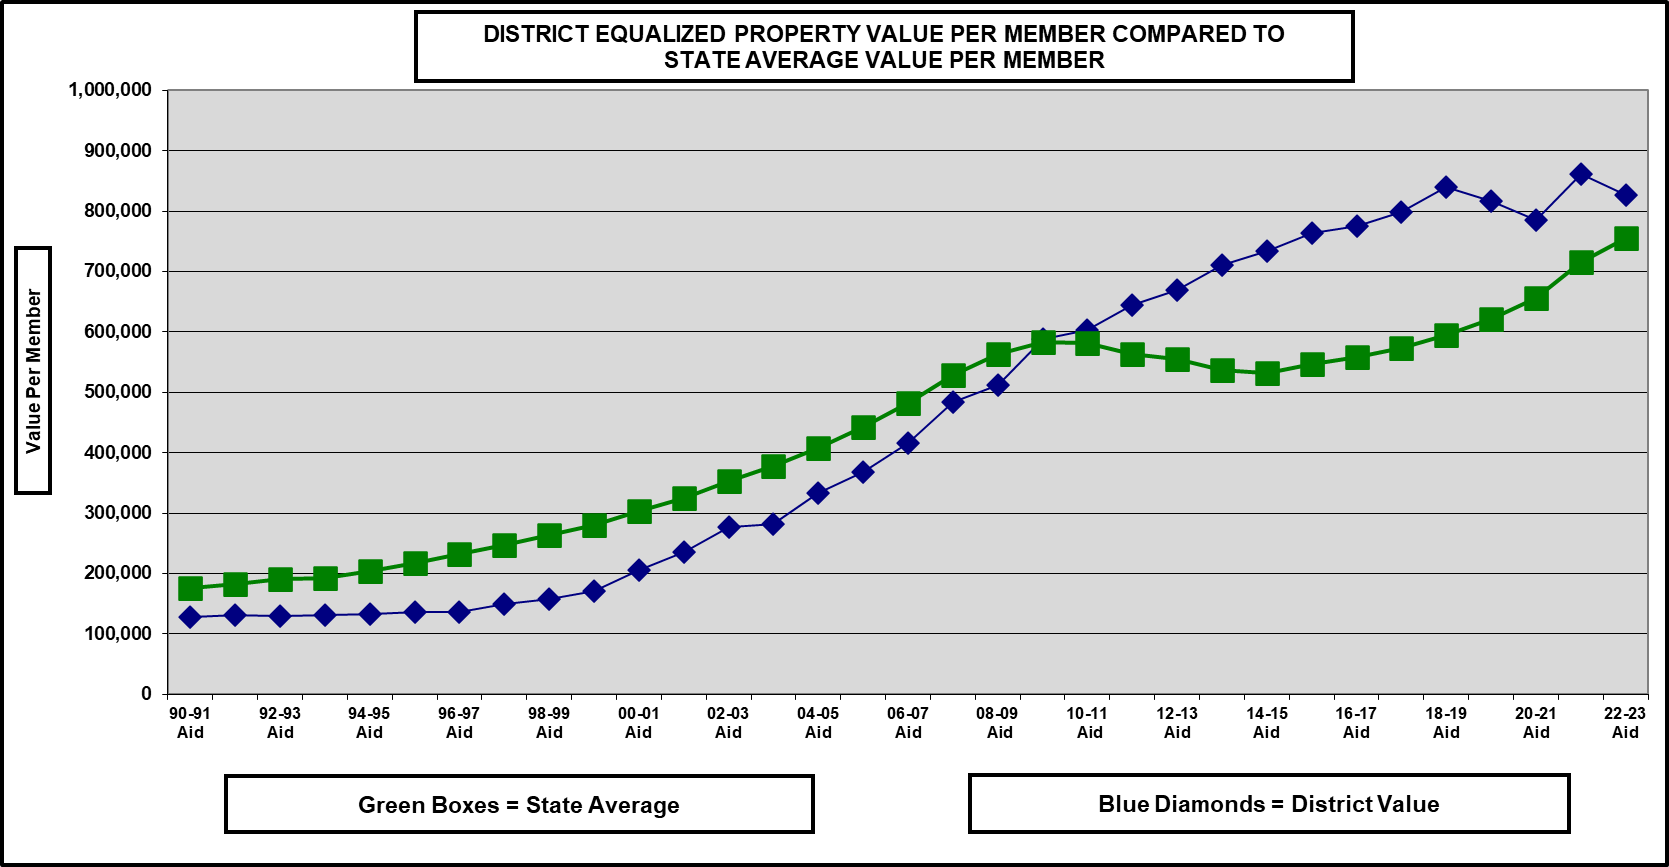 DISTRICT EQUALIZED PROPERTY VALUE PER MEMBER COMPARED TO
STATE AVERAGE VALUE PER MEMBER
1,000,000
900,000
800,000
700,000
600,000
500,000
400,000
300,000
200,000
100,000
0
Value Per Member
90-91 92-93 94-95 96-97 98-99 00-01 02-03 04-05 06-07 08-09 10-11 12-13 14-15 16-17 18-19 20-21 22-23
Aid Aid Aid Aid Aid Aid Aid Aid Aid Aid Aid Aid Aid Aid Aid Aid Aid
Green Boxes = State Average
Blue Diamonds = District Value